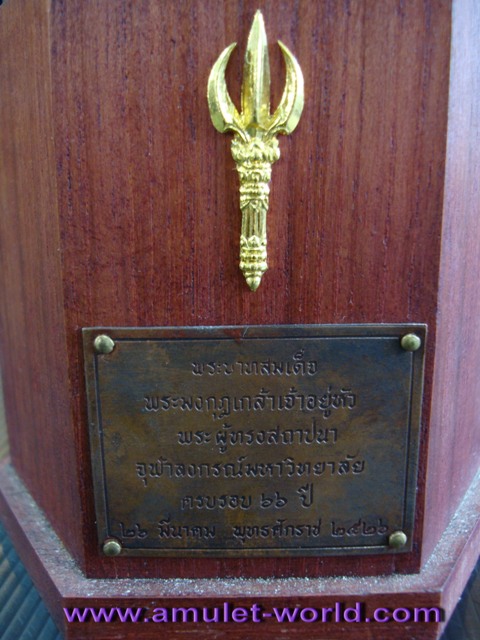 พระบาทสมเด็จ
พระมงกุฎเกล้าเจ้าอยู่หัว
พระผู้ทรงสถาปนา
จุฬาลงกรณ์มหาวิทยาลัย
ครบรอบ ๖๖ ปี
๒๖ มีนาคม พุทธศักราช ๒๕๒๖
www.amulet-world.com